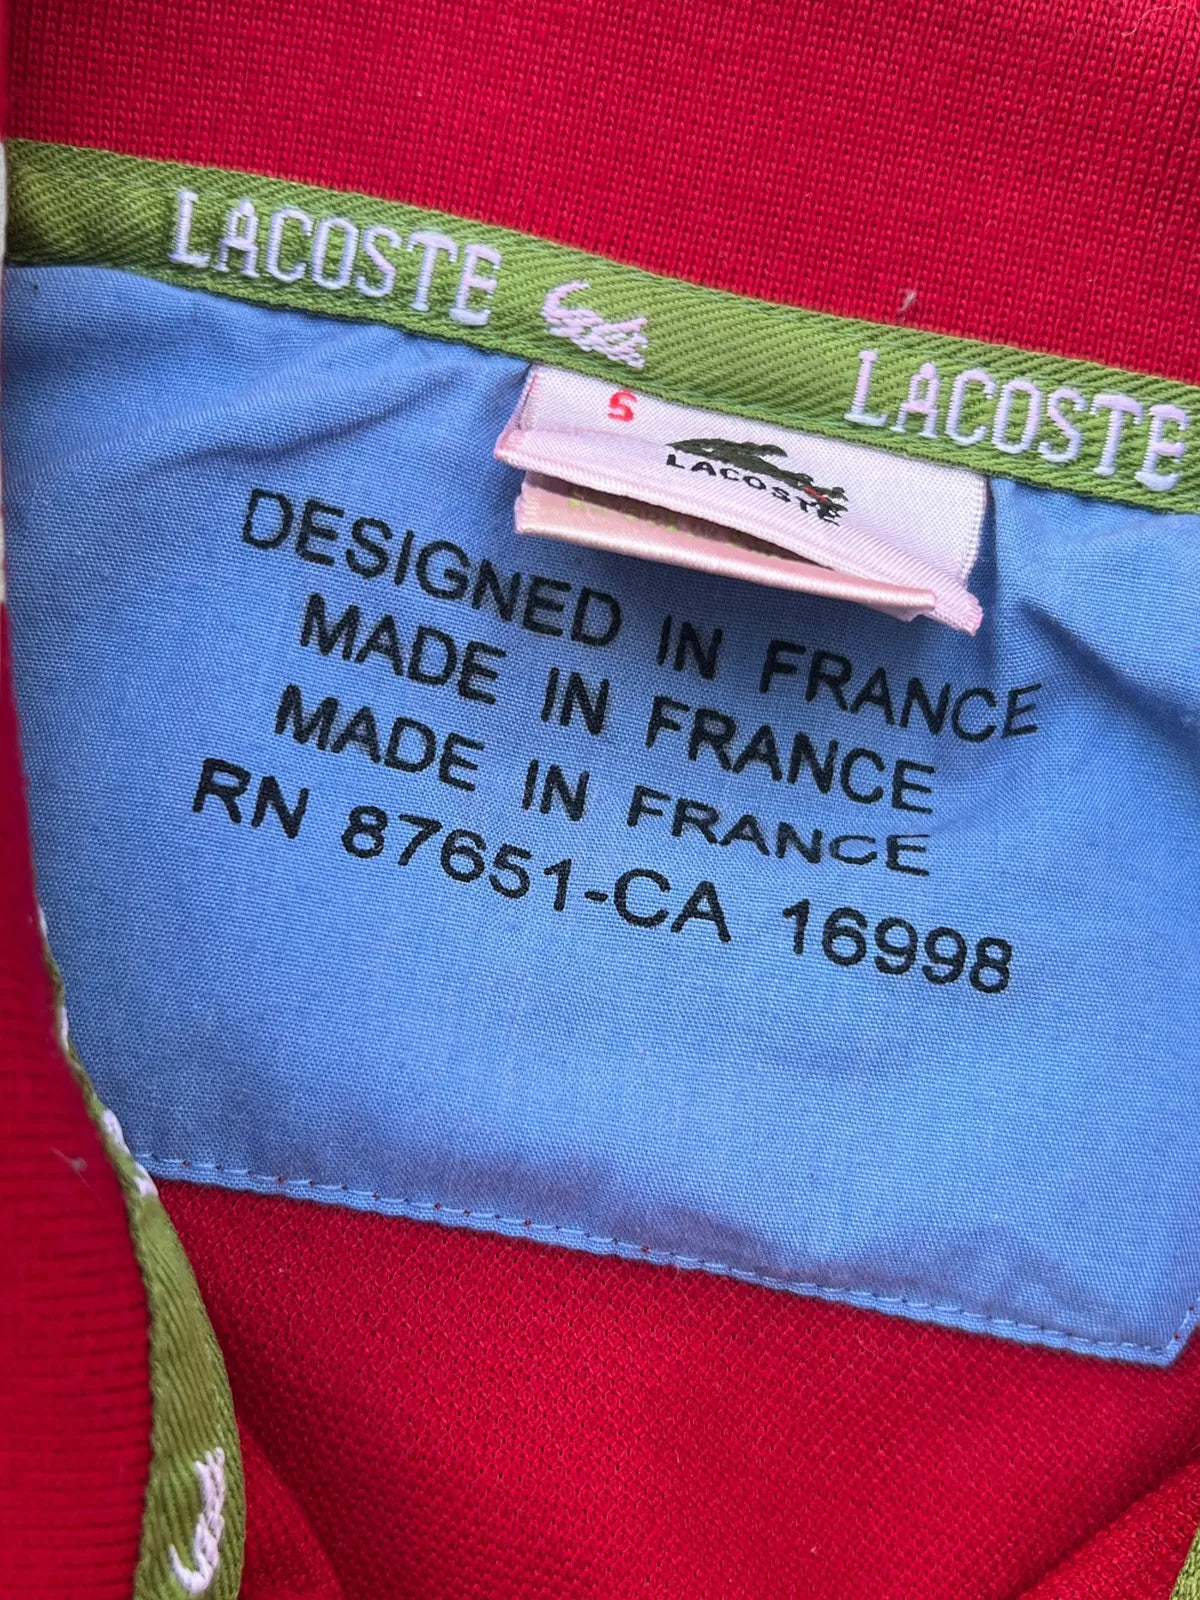 LACOSTE LACOSTE
S
LACOSTE
DESIGNED IN FRANCE
MADE IN FRANCE
MADE IN FRANCE
RN 87651-CA 16998